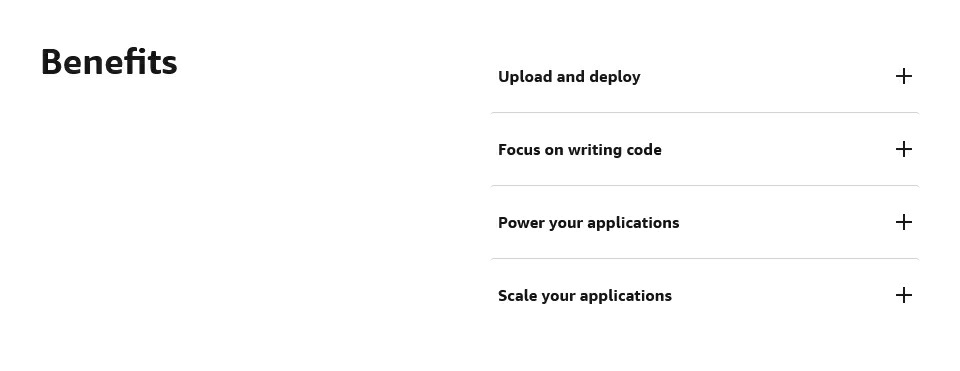 Benefits
Upload and deploy
Focus on writing code
Power your applications
Scale your applications